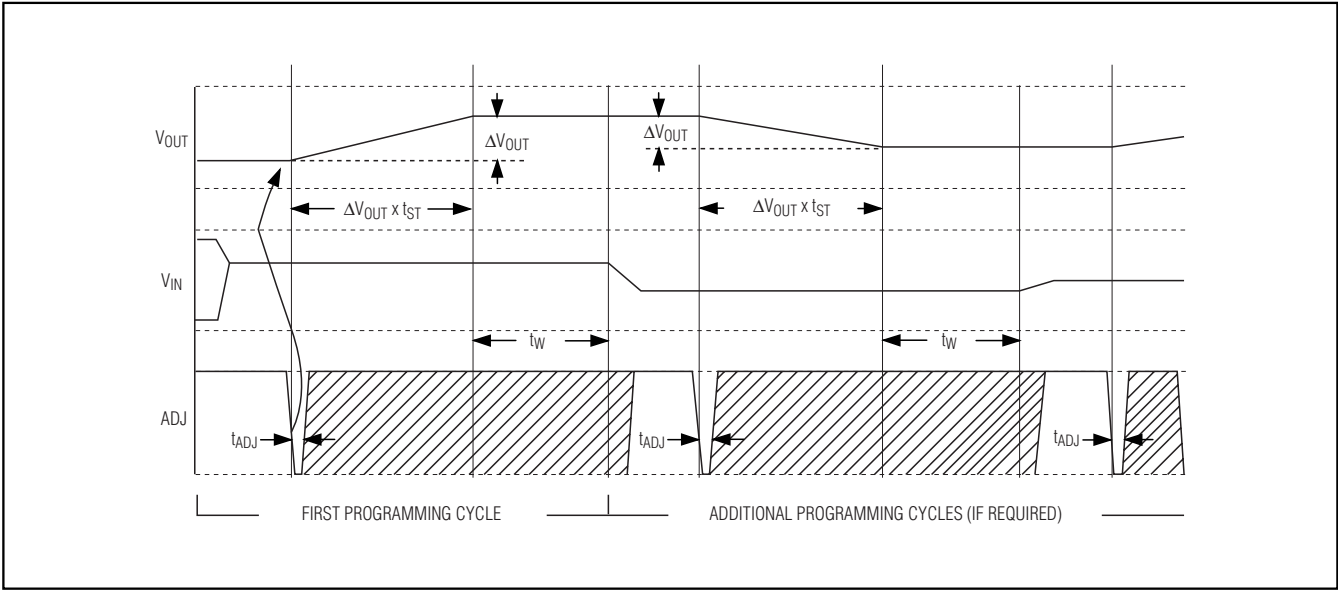 VOUT
ΔVOUT
ΔVOUT
ΔVOUT x tST
ΔVOUT x tST
VIN
tW
tW
ADJ
tADJ
tADJ
tADJ
FIRST PROGRAMMING CYCLE
ADDITIONAL PROGRAMMING CYCLES (IF REQUIRED)